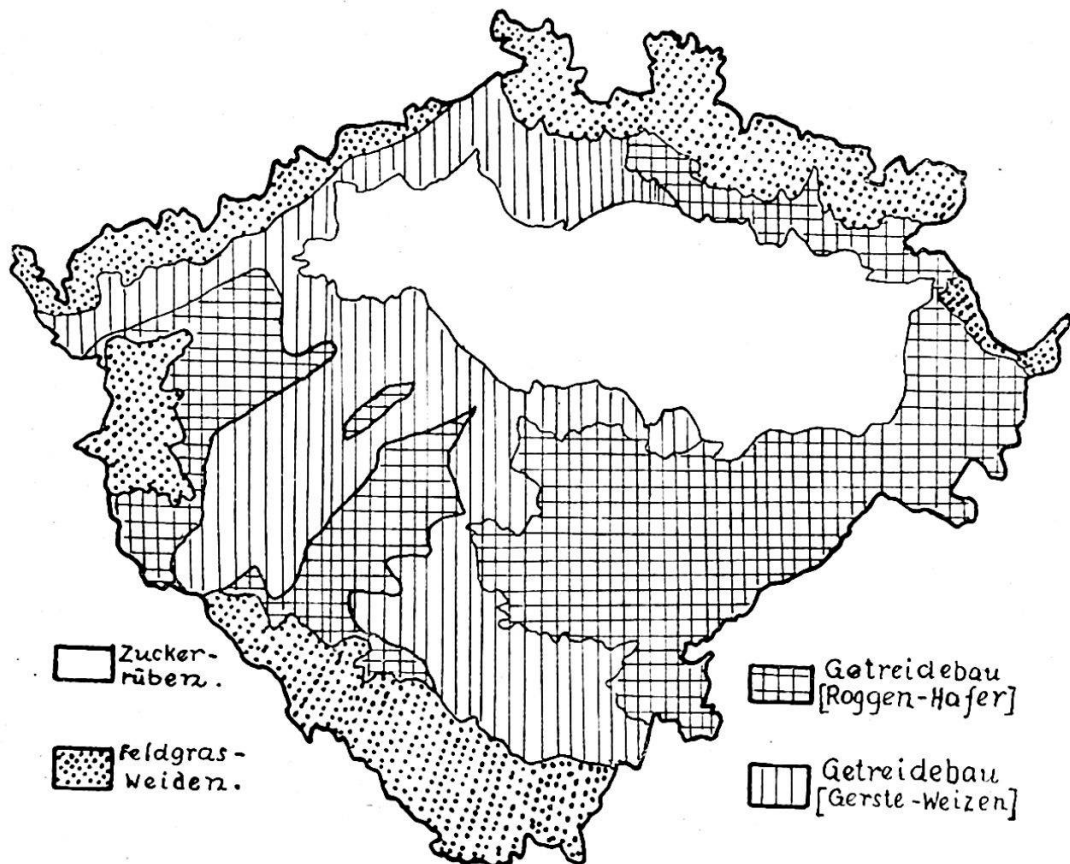 Zucker-
rüben.
Feldgras-
Weiden.
Getreidebau
[Roggen-Hafer]
Getreidebau
[Gerste-Weizen]